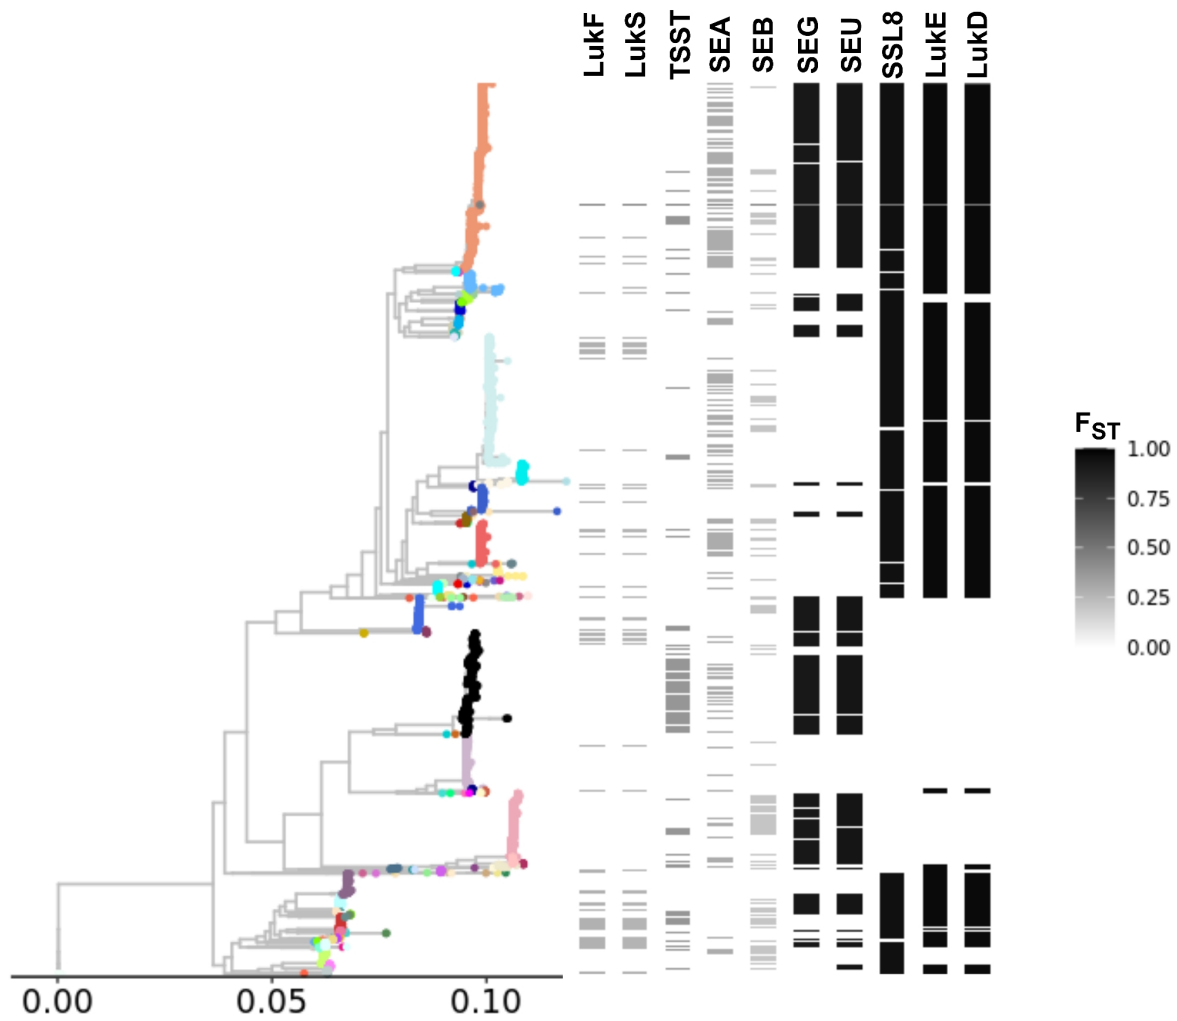 LukF
LukS
TSST
SEA
SEB
SEG
SEU
SSL8
LukE
LukD
FST
1.00
0.75
0.50
0.25
0.00
0.00 0.05 0.10